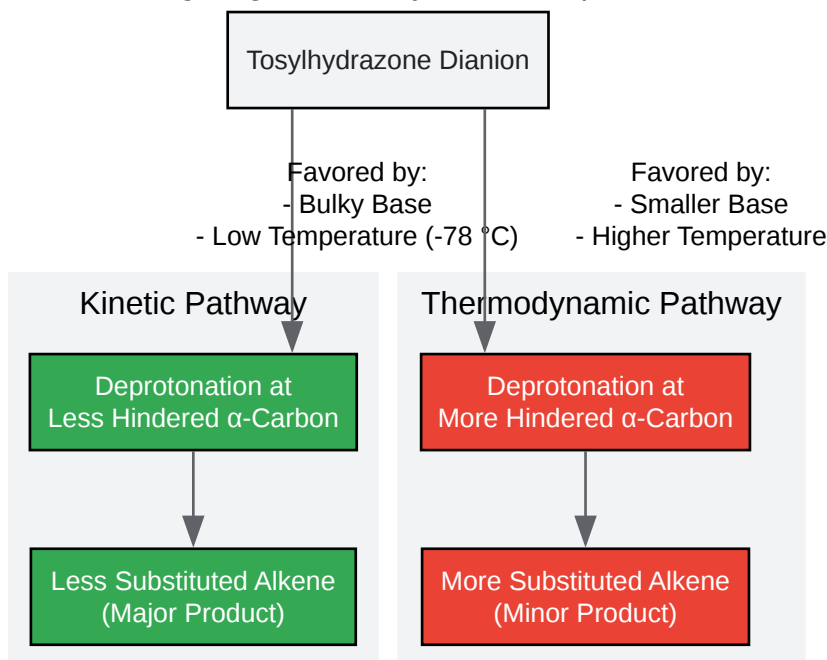 Tosylhydrazone Dianion
Favored by:
- Bulky Base
- Low Temperature (-78 °C)
Favored by:
- Smaller Base
- Higher Temperature
Kinetic Pathway
Thermodynamic Pathway
Deprotonation at
Less Hindered α-Carbon
Deprotonation at
More Hindered α-Carbon
Less Substituted Alkene
(Major Product)
More Substituted Alkene
(Minor Product)